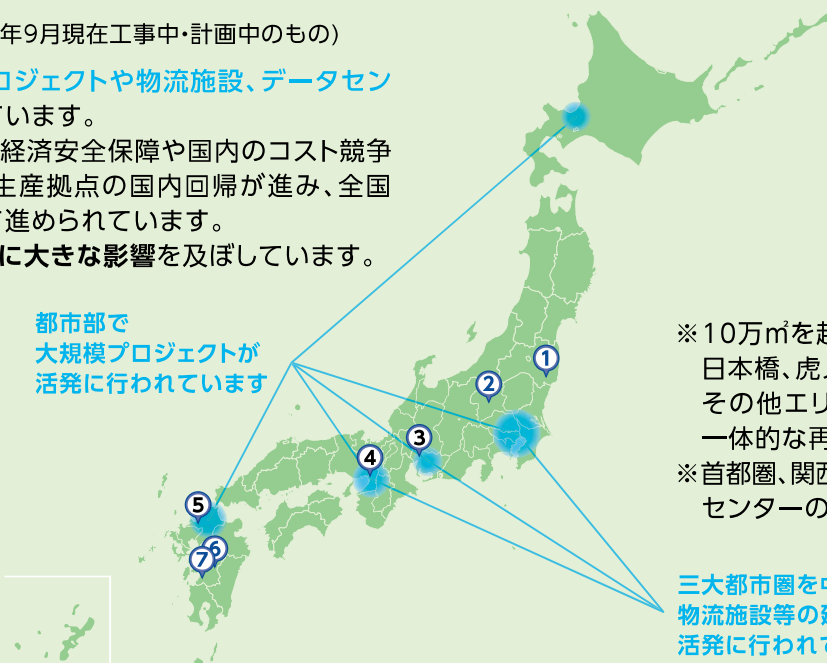 年9月現在工事中・計画中のもの)
ロジェクトや物流施設、データセン
ています。
経済安全保障や国内のコスト競争
生産拠点の国内回帰が進み、全国
て進められています。
に大きな影響を及ぼしています。
都市部で
大規模プロジェクトが
活発に行われています
①
②
③
④
⑤
⑥
⑦
※10万㎡を超
日本橋、虎ノ
その他エリ
一体的な再
※首都圏、関西
センターの
三大都市圏を中
物流施設等の建
活発に行われて